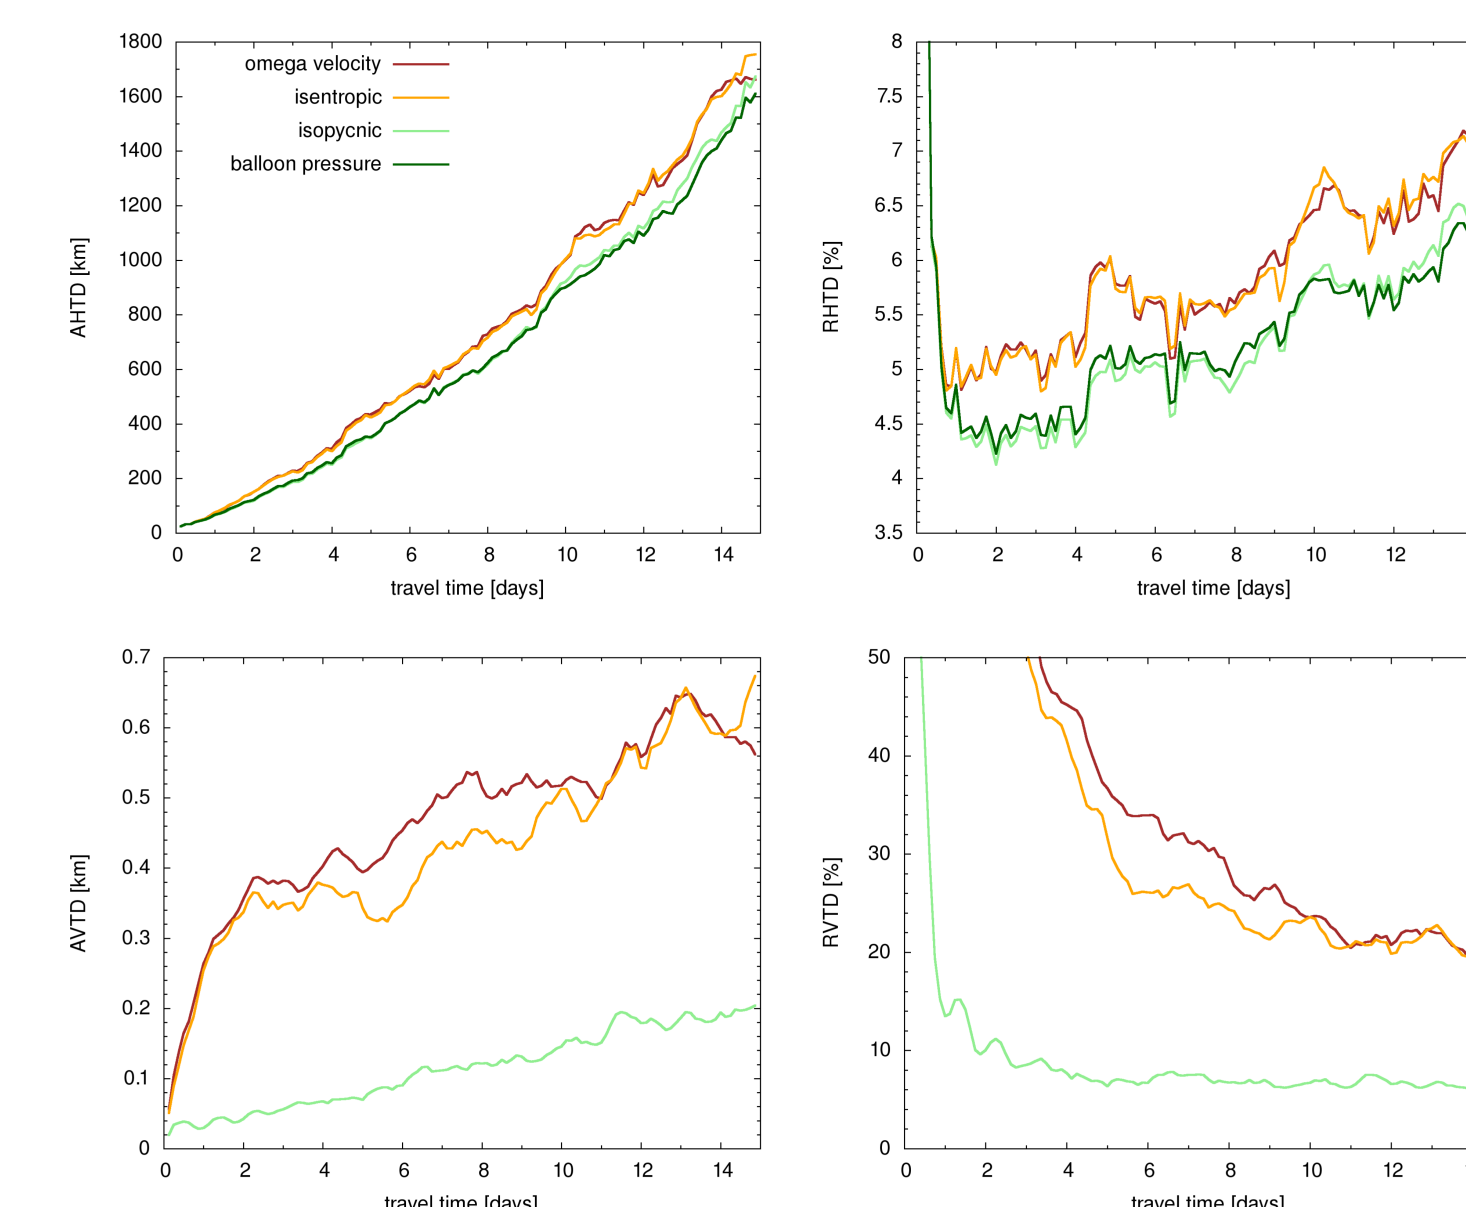 1800
1600
1400
1200
1000
800
600
400
200
0
AHTD [km]
omega velocity
isentropic
isopycnic
balloon pressure
0 2 4 6 8 10 12 14
travel time [days]
8
7.5
7
6.5
6
5.5
5
4.5
4
3.5
RHTD [%]
0 2 4 6 8 10 12
travel time [days]
0.7
0.6
0.5
0.4
0.3
0.2
0.1
0
AVTD [km]
0 2 4 6 8 10 12 14
travel time [days]
50
40
30
20
10
0
RVTD [%]
0 2 4 6 8 10 12
travel time [days]